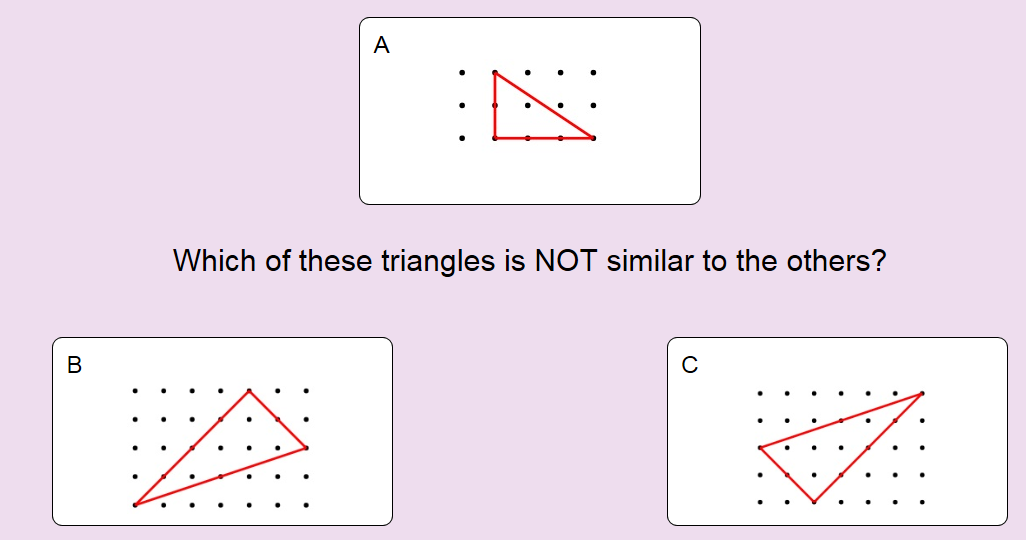 A
Which of these triangles is NOT similar to the others?
B
C